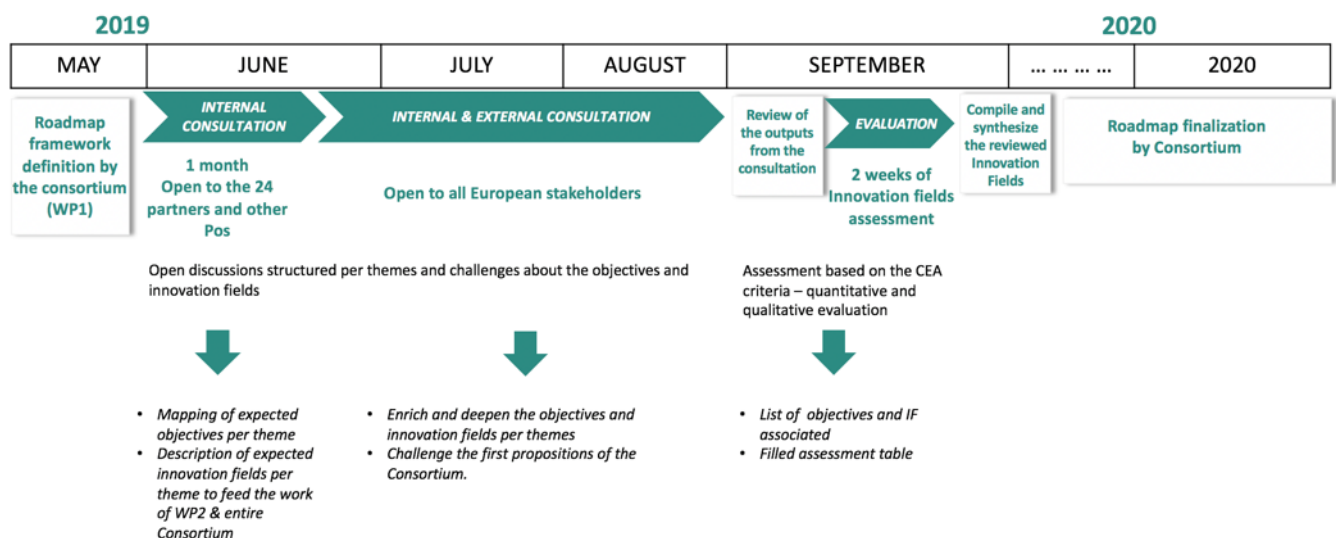 2019
2020
MAY
JUNE
JULY
AUGUST
SEPTEMBER
... ... ... ...
2020
Roadmap
framework
definition by
the consortium
(WP1)
INTERNAL
CONSULTATION
1 month
Open to the 24
partners and other
Pos
INTERNAL & EXTERNAL CONSULTATION
Open to all European stakeholders
Review of
the outputs
from the
consultation
EVALUATION
2 weeks of
Innovation fields
assessment
Compile and
synthesize
the reviewed
Innovation
Fields
Roadmap finalization
by Consortium
Open discussions structured per themes and challenges about the objectives and
innovation fields
Assessment based on the CEA
criteria – quantitative and
qualitative evaluation
• Mapping of expected
objectives per theme
• Description of expected
innovation fields per
theme to feed the work
of WP2 & entire
Consortium
• Enrich and deepen the objectives and
innovation fields per themes
• Challenge the first propositions of the
Consortium.
• List of objectives and IF
associated
• Filled assessment table